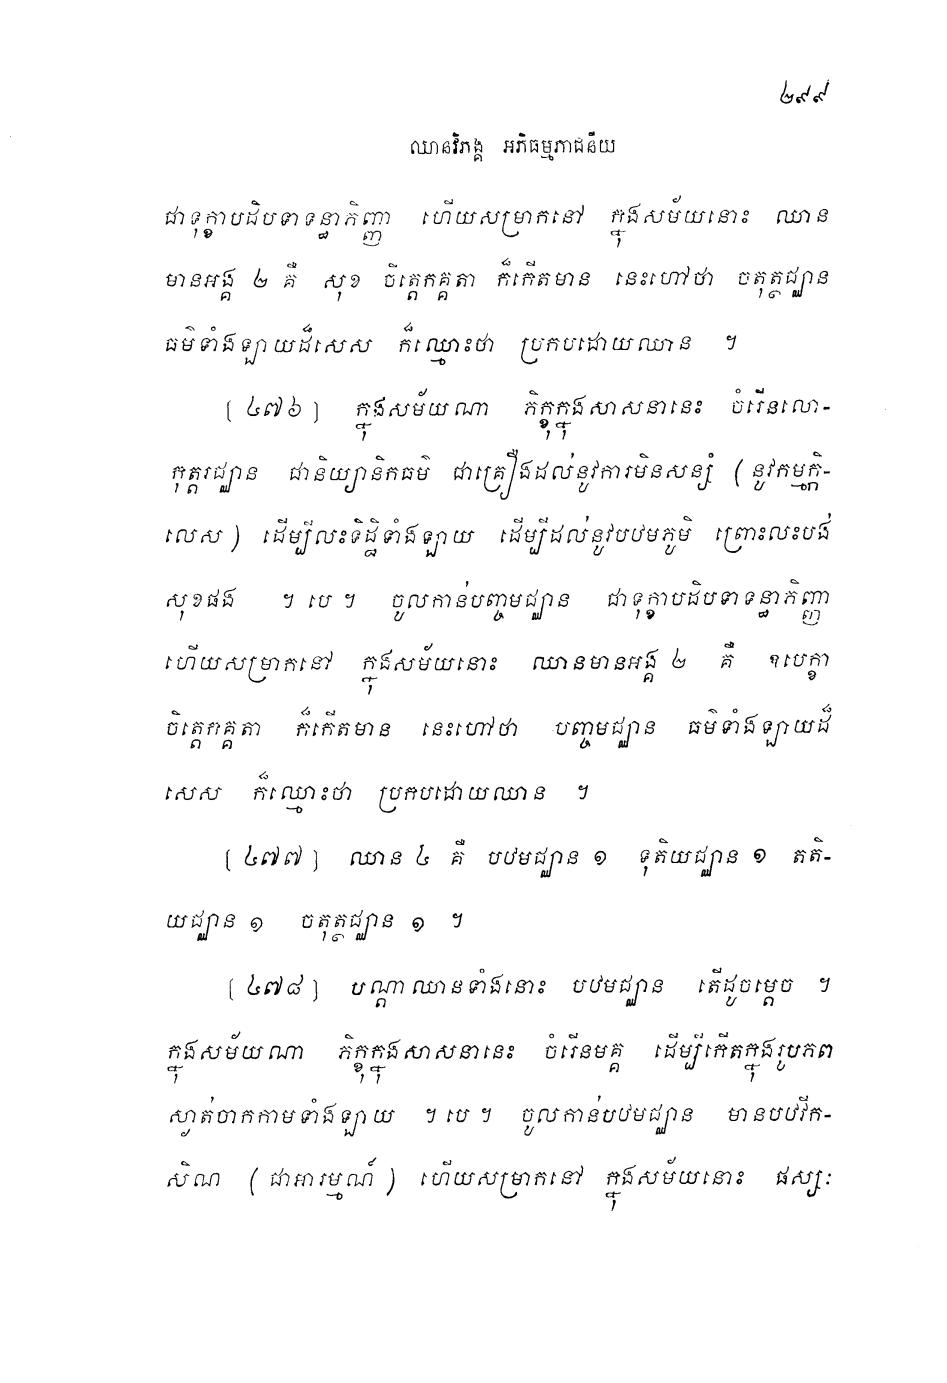 ២៩៩
ឈានវិភង្គ អភិធម្មភាជនីយ
ជាទុក្ខាបដិបទាទន្ធាភិញ្ញា ហើយសម្រាកនៅ ក្នុងសម័យនោះ ឈាន
មានអង្គ ២ គឺ សុខ ចិត្តេកគ្គតា ក៏កើតមាន នេះហៅថា ចតុត្ថជ្ឈាន
ធម៌ទាំងឡាយដ៏សេស ក៏ឈ្មោះថា ប្រកបដោយឈាន ។
[ ៤៧៦ ] ក្នុងសម័យណា ភិក្ខុក្នុងសាសនានេះ ចំរើនលោ-
កុត្តរជ្ឈាន ជានិយ្យានិកធម៌ ជាគ្រឿងដល់នូវការមិនសន្សំ ( នូវកម្មក្កិ-
លេស ) ដើម្បីលះទិដ្ឋិទាំងឡាយ ដើម្បីដល់នូវបឋមភូមិ ព្រោះលះបង់
សុខផង ។ បេ ។ ចូលកាន់បញ្ចមជ្ឈាន ជាទុក្ខាបដិបទាទន្ធាភិញ្ញា
ហើយសម្រាកនៅ ក្នុងសម័យនោះ ឈានមានអង្គ ២ គឺ ឧបេក្ខា
ចិត្តេកគ្គតា ក៏កើតមាន នេះហៅថា បញ្ចមជ្ឈាន ធម៌ទាំងឡាយដ៏
សេស ក៏ឈ្មោះថា ប្រកបដោយឈាន ។
[ ៤៧៧ ] ឈាន ៤ គឺ បឋមជ្ឈាន ១ ទុតិយជ្ឈាន ១ តតិ-
យជ្ឈាន ១ ចតុត្ថជ្ឈាន ១ ។
[ ៤៧៨ ] បណ្តាឈានទាំងនោះ បឋមជ្ឈាន តើដូចម្តេច ។
ក្នុងសម័យណា ភិក្ខុក្នុងសាសនានេះ ចំរើនមគ្គ ដើម្បីកើតក្នុងរូបភព
ស្ងាត់ចាកកាមទាំងឡាយ ។ បេ ។ ចូលកាន់បឋមជ្ឈាន មានបឋវីក-
សិណ ( ជាអារម្មណ៍ ) ហើយសម្រាកនៅ ក្នុងសម័យនោះ ផស្សៈ